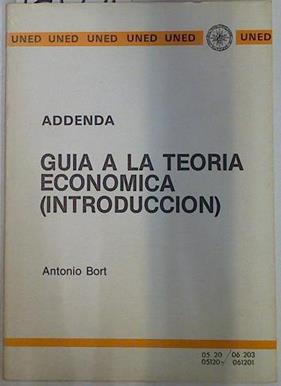 UNED UNED UNED UNED UNED UNED
ADDENDA
GUIA A LA TEORIA
ECONOMICA
(INTRODUCCION)
Antonio Bort
05.20 / 06.203
05120 / 061201